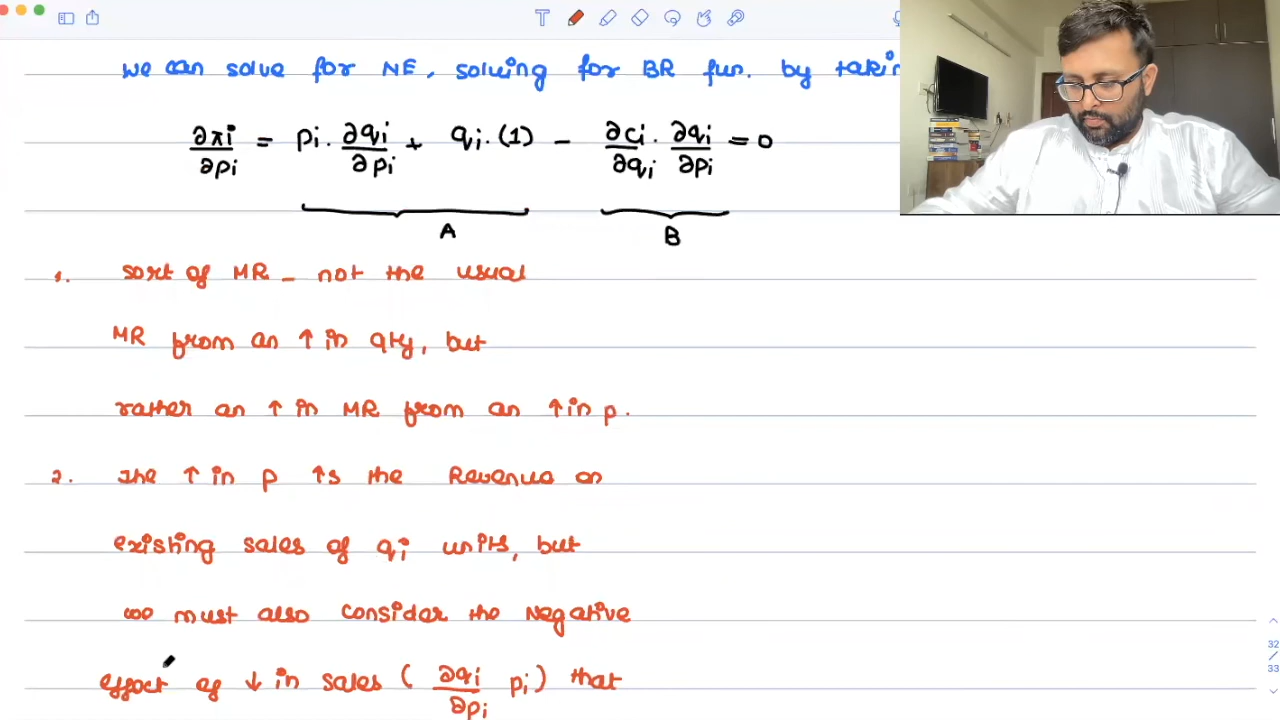 we can solve for NE, solving for BR fun. by takin
∂πi/∂pi = pi · ∂qi/∂pi + qi · (1) − ∂ci/∂qi · ∂qi/∂pi = 0
A B
1. sort of MR – not the usual
MR from an ↑ in qty, but
rather an ↑ in MR from an ↑ in p.
2. The ↑ in p ↑s the Revenue on
existing sales of qi units, but
we must also consider the Negative
effect of ↓ in sales ( ∂qi/∂pi pi ) that
32
/
33